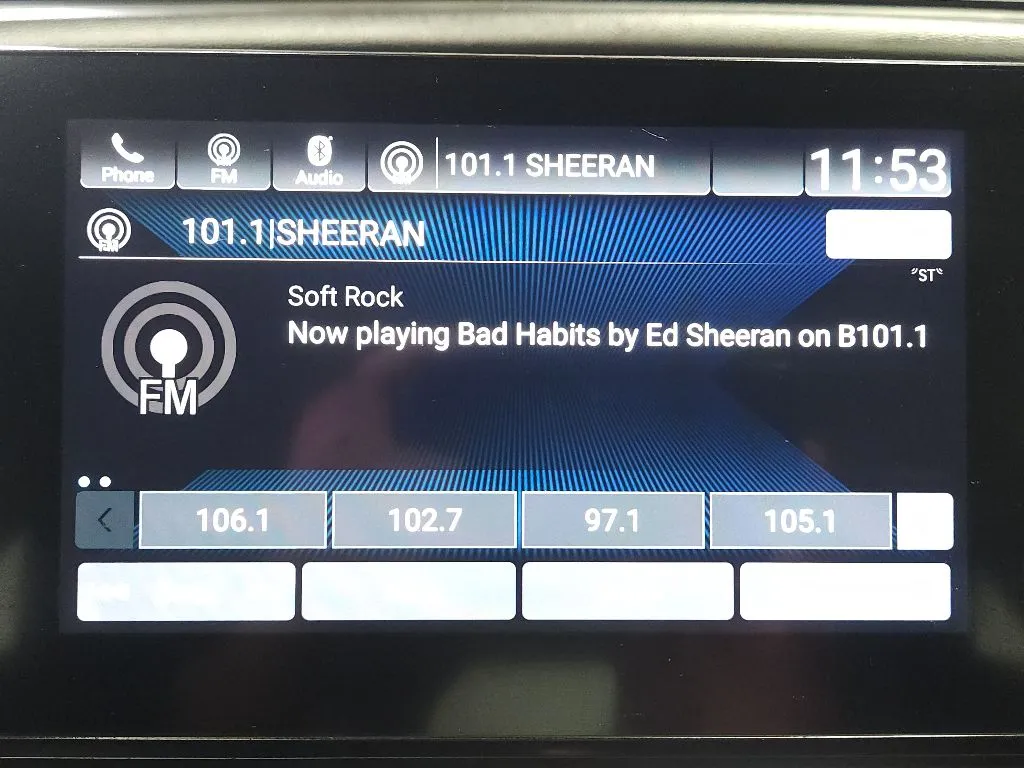 Phone FM Audio 101.1 SHEERAN 11:53
FM 101.1|SHEERAN
"ST"
Soft Rock
Now playing Bad Habits by Ed Sheeran on B101.1
FM
106.1 102.7 97.1 105.1